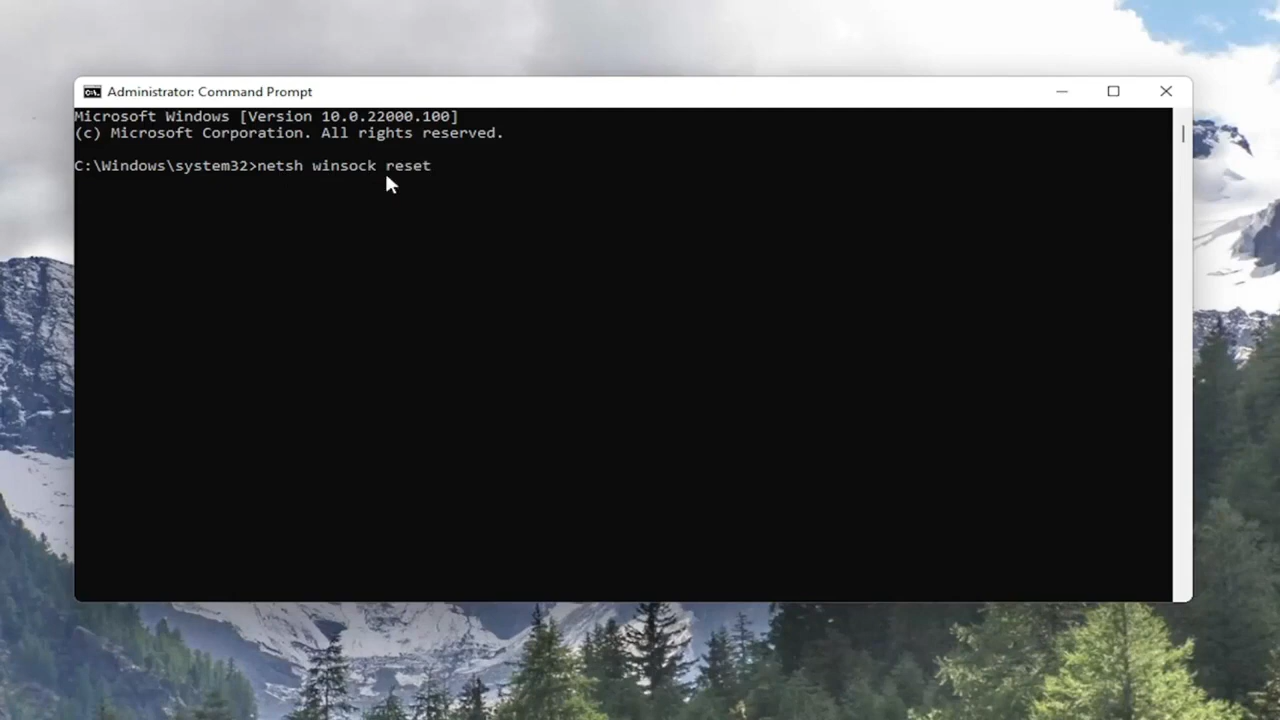 Administrator: Command Prompt
Microsoft Windows [Version 10.0.22000.100]
(c) Microsoft Corporation. All rights reserved.
C:\Windows\system32>netsh winsock reset